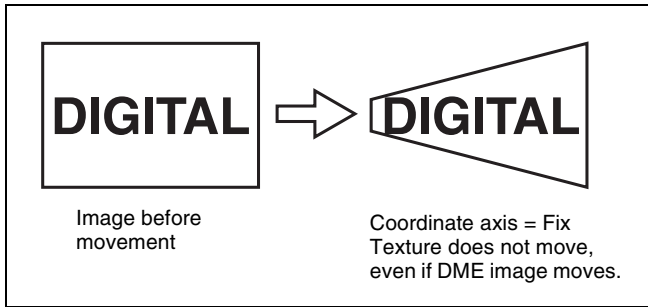 DIGITAL
DIGITAL
Image before
movement
Coordinate axis = Fix
Texture does not move,
even if DME image moves.